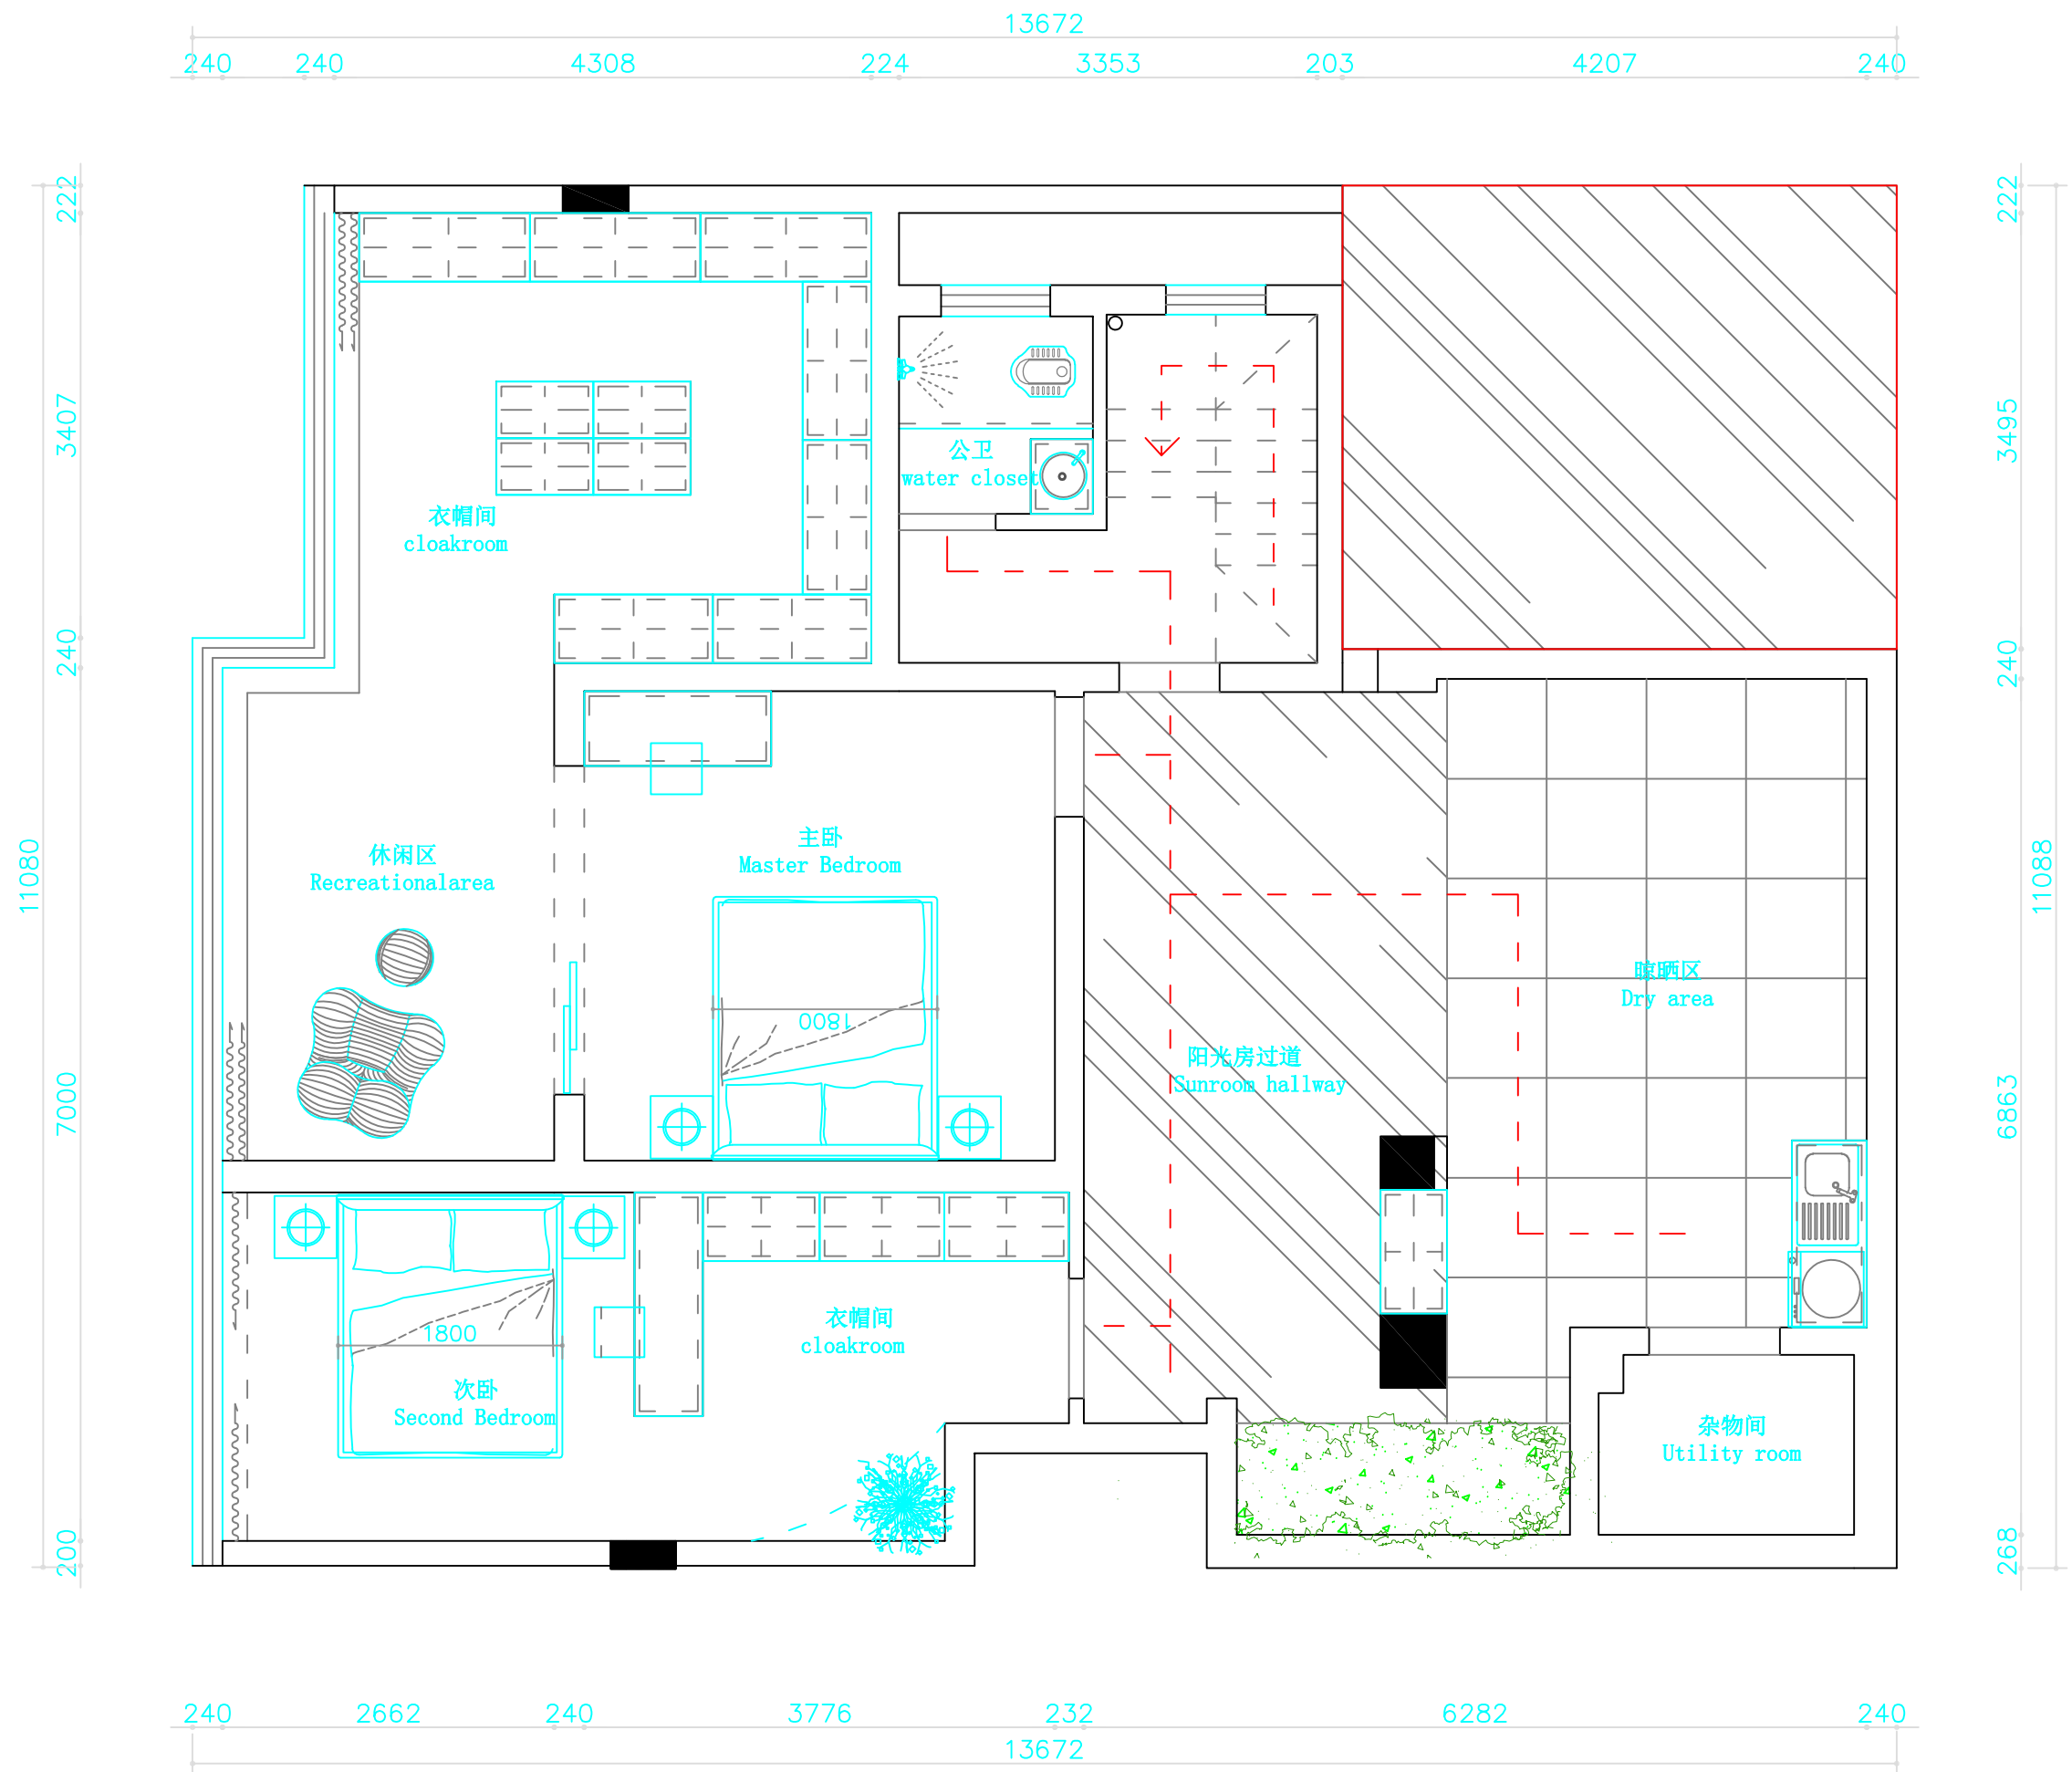 13672
240
240
4308
224
3353
203
4207
240
222
3407
240
7000
200
11080
222
3495
240
6863
268
11088
公卫
water closet
衣帽间
cloakroom
休闲区
Recreationalarea
主卧
Master Bedroom
1800
晾晒区
Dry area
阳光房过道
Sunroom hallway
衣帽间
cloakroom
1800
次卧
Second Bedroom
杂物间
Utility room
240
2662
240
3776
232
6282
240
13672